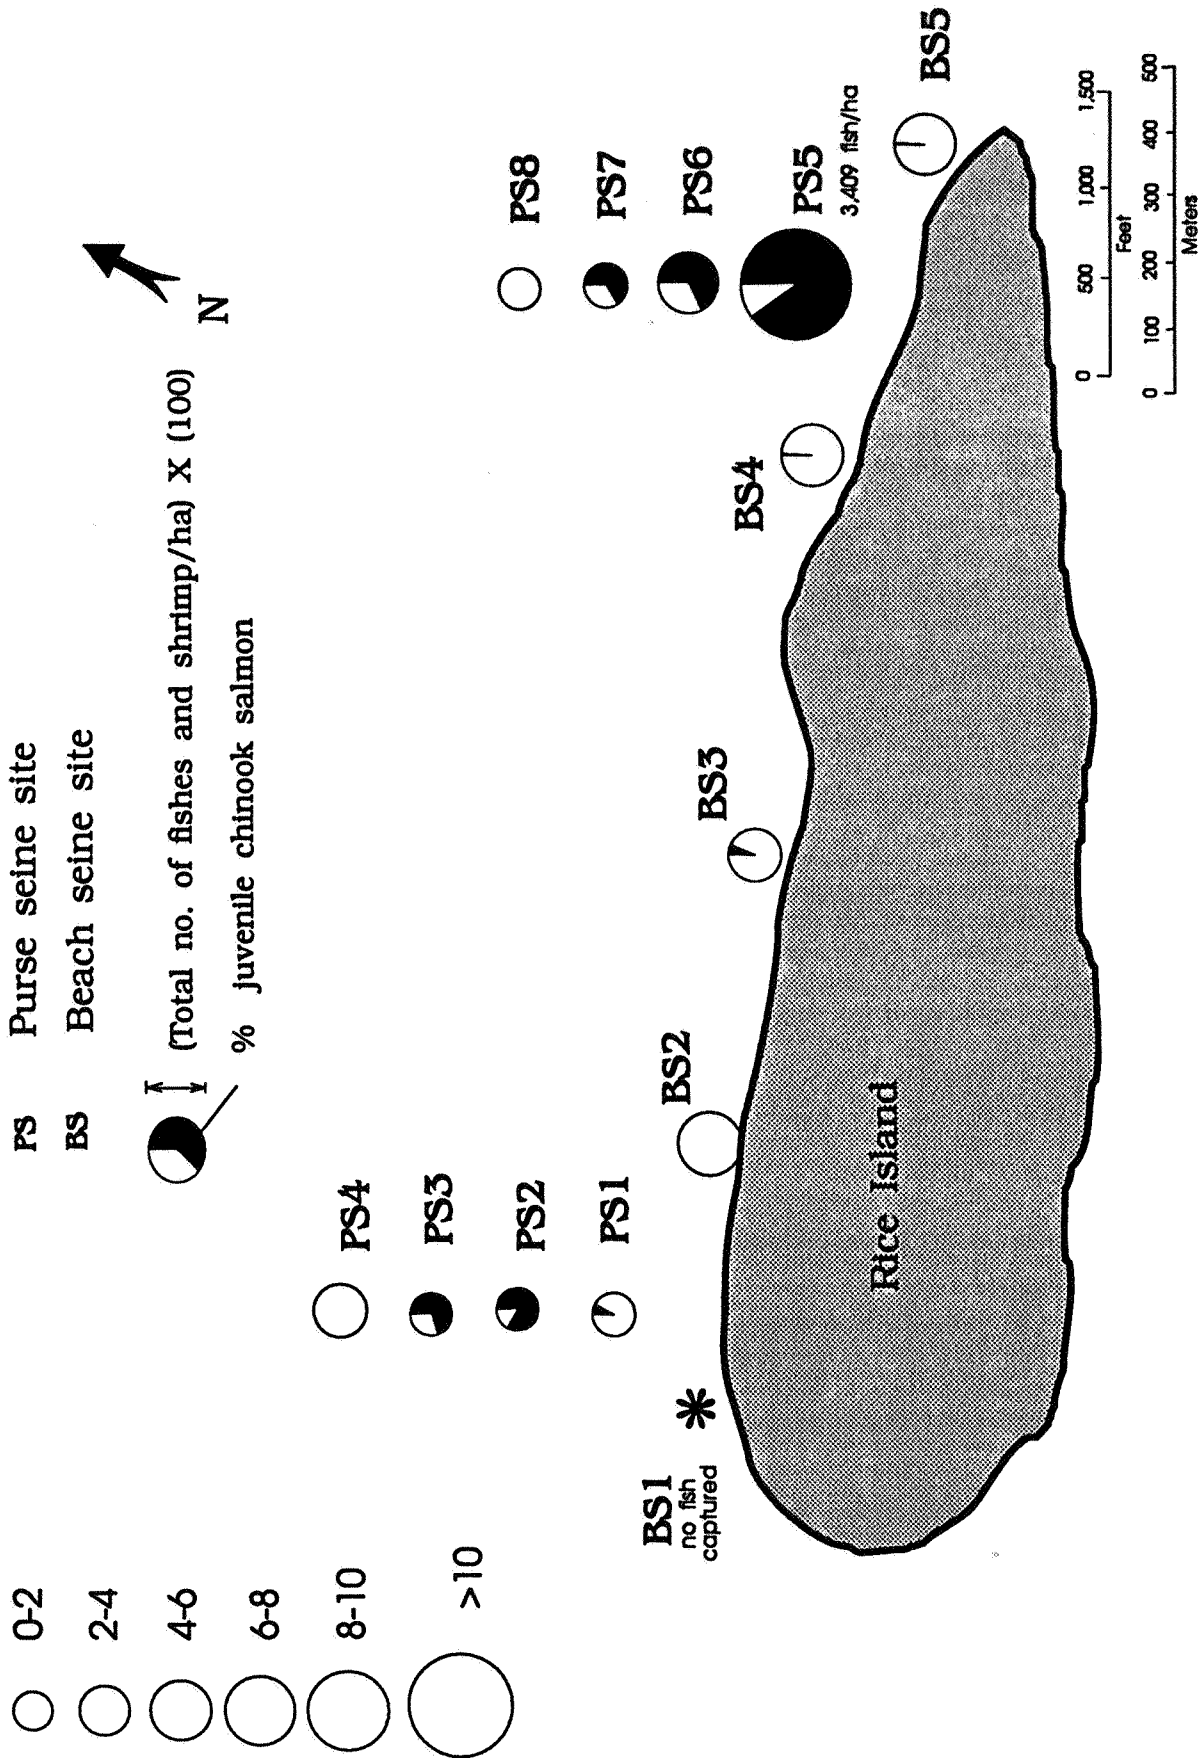 0-2
2-4
4-6
6-8
8-10
>10
PS Purse seine site
BS Beach seine site
(Total no. of fishes and shrimp/ha) X (100)
% juvenile chinook salmon
N
PS4
PS3
PS2
PS1
PS8
PS7
PS6
PS5
3,409 fish/ha
BS1
no fish
captured
BS2
BS3
BS4
BS5
Rice Island
0 500 1,000 1,500
Feet
0 100 200 300 400 500
Meters